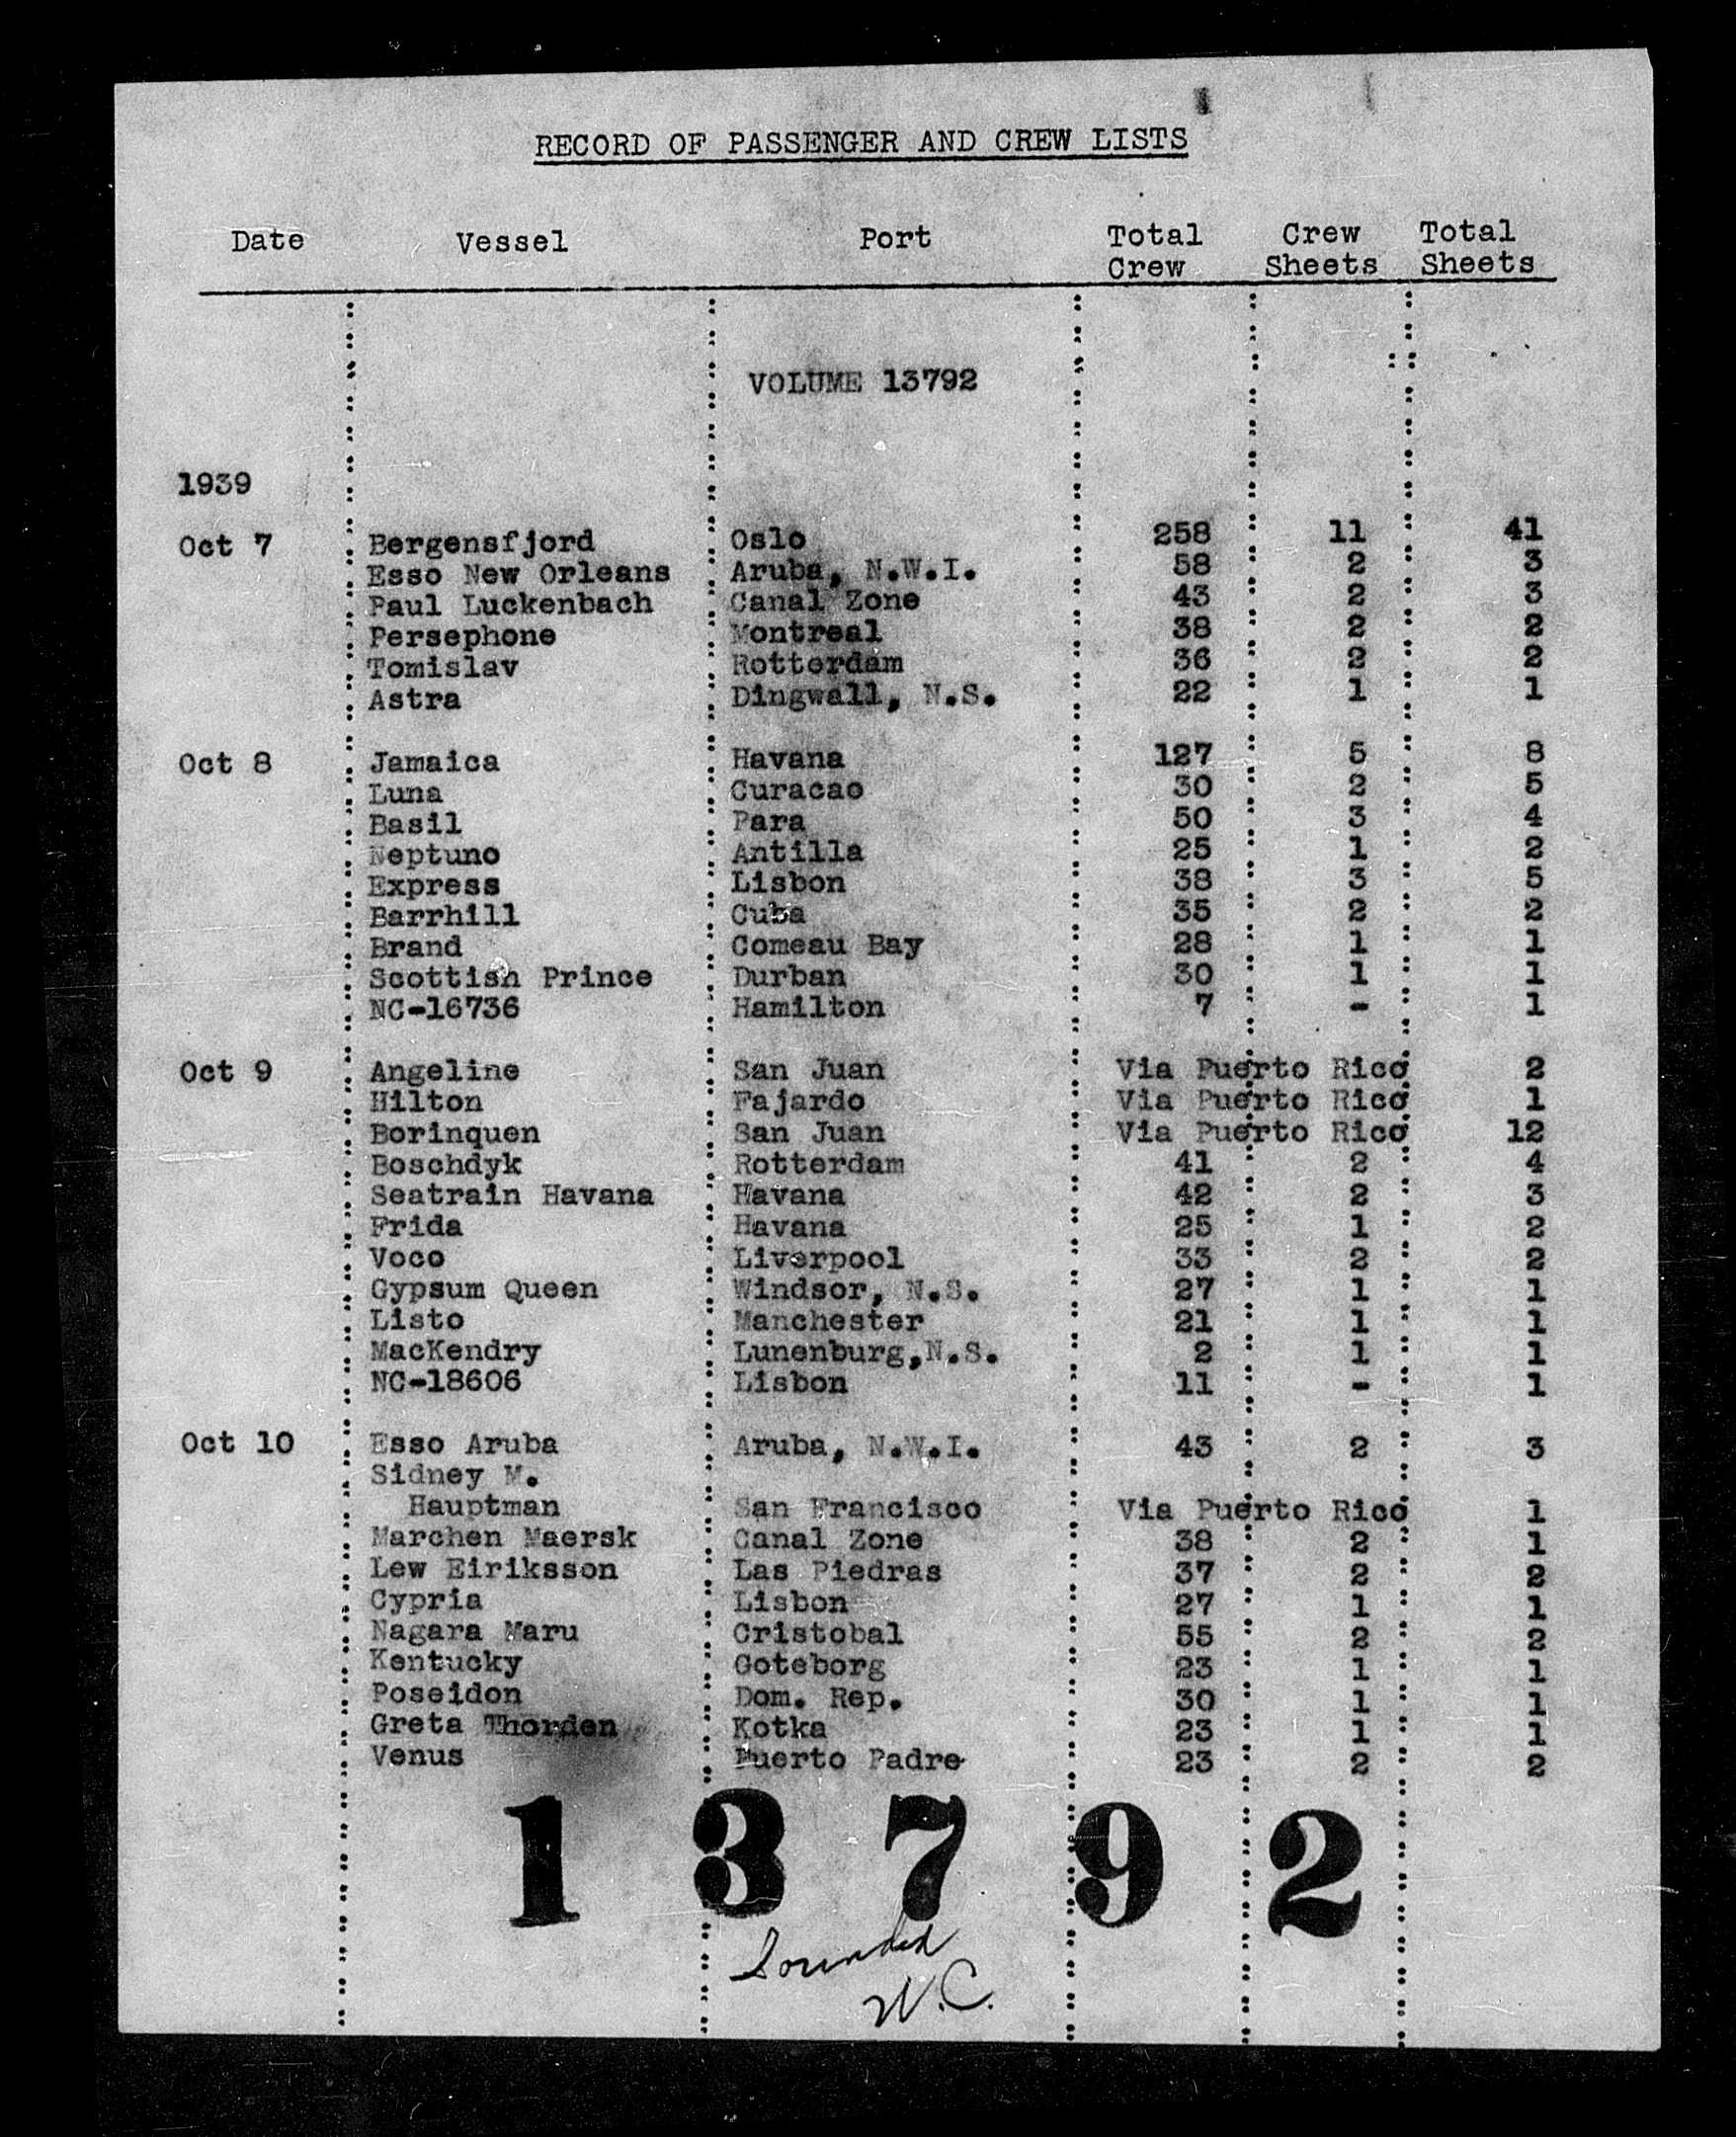 RECORD OF PASSENGER AND CREW LISTS
Date Vessel Port Total Crew Crew Sheets Total Sheets
VOLUME 13792
1939
Oct 7 Bergensfjord Oslo 258 11 41
Esso New Orleans Aruba, N.W.I. 58 2 3
Paul Luckenbach Canal Zone 43 2 3
Persephone Montreal 38 2 2
Tomislav Rotterdam 36 2 2
Astra Dingwall, N.S. 22 1 1
Oct 8 Jamaica Havana 127 5 8
Luna Curacao 30 2 5
Basil Para 50 3 4
Neptuno Antilla 25 1 2
Express Lisbon 38 3 5
Barrhill Cuba 35 2 2
Brand Comeau Bay 28 1 1
Scottish Prince Durban 30 1 1
NC-16736 Hamilton 7 - 1
Oct 9 Angeline San Juan Via Puerto Rico 2
Hilton Fajardo Via Puerto Rico 1
Borinquen San Juan Via Puerto Rico 12
Boschdyk Rotterdam 41 2 4
Seatrain Havana Havana 42 2 3
Frida Havana 25 1 2
Voco Liverpool 33 2 2
Gypsum Queen Windsor, N.S. 27 1 1
Listo Manchester 21 1 1
MacKendry Lunenburg,N.S. 2 1 1
NC-18606 Lisbon 11 - 1
Oct 10 Esso Aruba Aruba, N.W.I. 43 2 3
Sidney M.
Hauptman San Francisco Via Puerto Rico 1
Marchen Maersk Canal Zone 38 2 1
Lew Eiriksson Las Piedras 37 2 2
Cypria Lisbon 27 1 1
Nagara Maru Cristobal 55 2 2
Kentucky Goteborg 23 1 1
Poseidon Dom. Rep. 30 1 1
Greta Thorden Kotka 23 1 1
Venus Puerto Padre 23 2 2
13792
W.C.